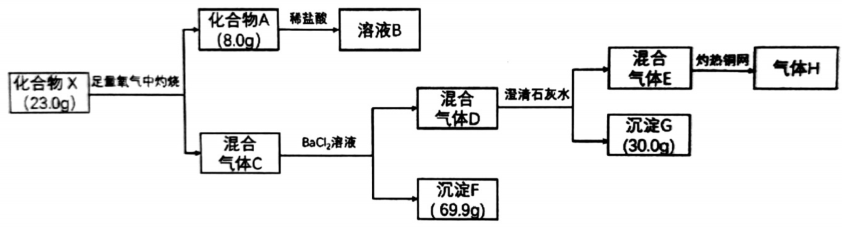 化合物A
(8.0g)
稀盐酸
溶液B
化合物 X
(23.0g)
足量氧气中灼烧
混合
气体C
BaCl₂溶液
混合
气体D
澄清石灰水
混合
气体E
灼热铜网
气体H
沉淀G
(30.0g)
沉淀F
( 69.9g)